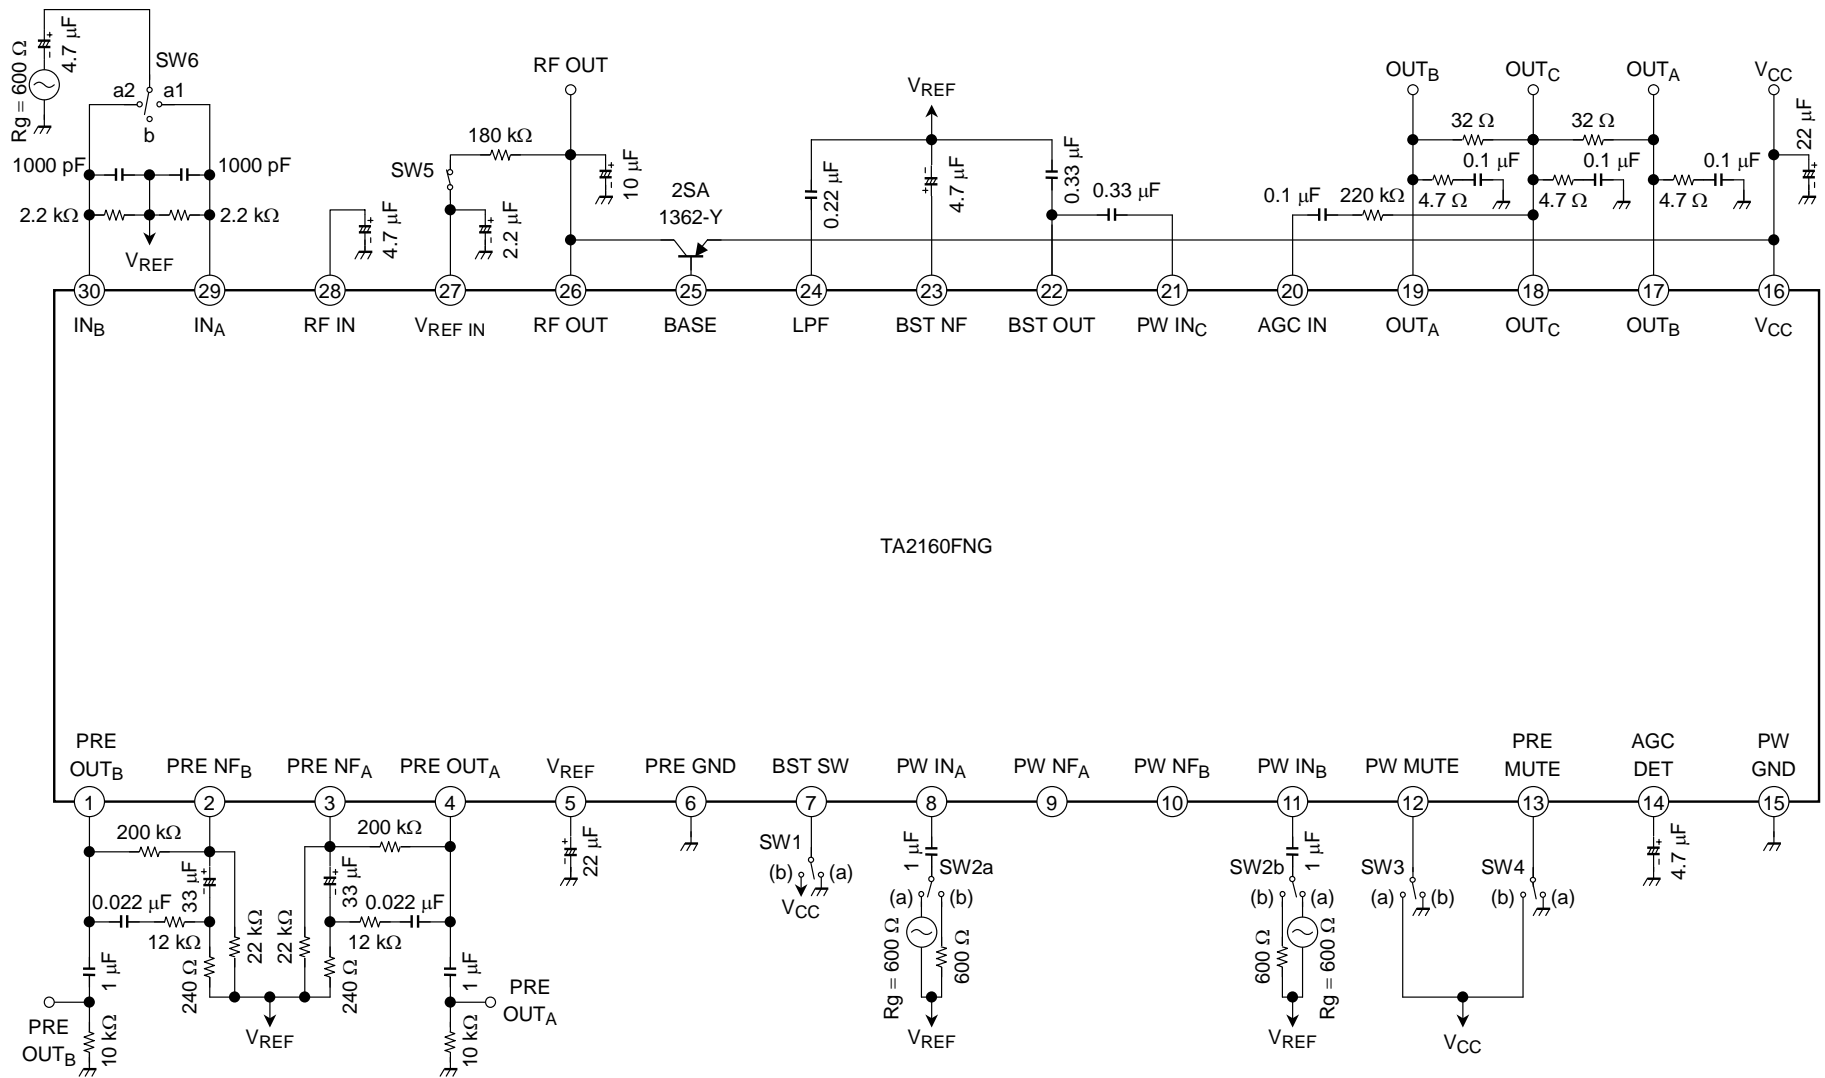 Rg = 600 Ω
4.7 µF
SW6
a2
a1
b
1000 pF
1000 pF
2.2 kΩ
2.2 kΩ
VREF
4.7 µF
SW5
180 kΩ
2.2 µF
RF OUT
10 µF
2SA
1362-Y
VREF
0.22 µF
4.7 µF
0.33 µF
0.33 µF
0.1 µF
220 kΩ
OUTB
OUTC
OUTA
VCC
32 Ω
32 Ω
0.1 µF
0.1 µF
0.1 µF
4.7 Ω
4.7 Ω
4.7 Ω
22 µF
30
29
28
27
26
25
24
23
22
21
20
19
18
17
16
INB
INA
RF IN
VREF IN
RF OUT
BASE
LPF
BST NF
BST OUT
PW INC
AGC IN
OUTA
OUTC
OUTB
VCC
TA2160FNG
PRE
OUTB
PRE NFB
PRE NFA
PRE OUTA
VREF
PRE GND
BST SW
PW INA
PW NFA
PW NFB
PW INB
PW MUTE
PRE
MUTE
AGC
DET
PW
GND
1
2
3
4
5
6
7
8
9
10
11
12
13
14
15
200 kΩ
33 µF
0.022 µF
12 kΩ
240 Ω
22 kΩ
22 kΩ
200 kΩ
33 µF
0.022 µF
12 kΩ
240 Ω
1 µF
PRE
OUTB
10 kΩ
VREF
1 µF
PRE
OUTA
10 kΩ
22 µF
SW1
(b)
(a)
VCC
1 µF
SW2a
(a)
(b)
Rg = 600 Ω
600 Ω
VREF
1 µF
SW2b
(b)
(a)
600 Ω
Rg = 600 Ω
VREF
SW3
(a)
(b)
SW4
(b)
(a)
VCC
4.7 µF